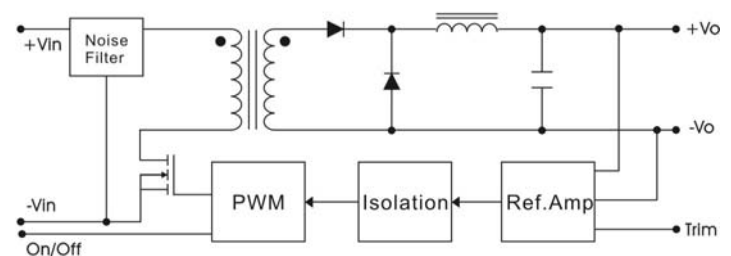 +Vin
Noise
Filter
+Vo
-Vo
-Vin
On/Off
PWM
Isolation
Ref.Amp
Trim